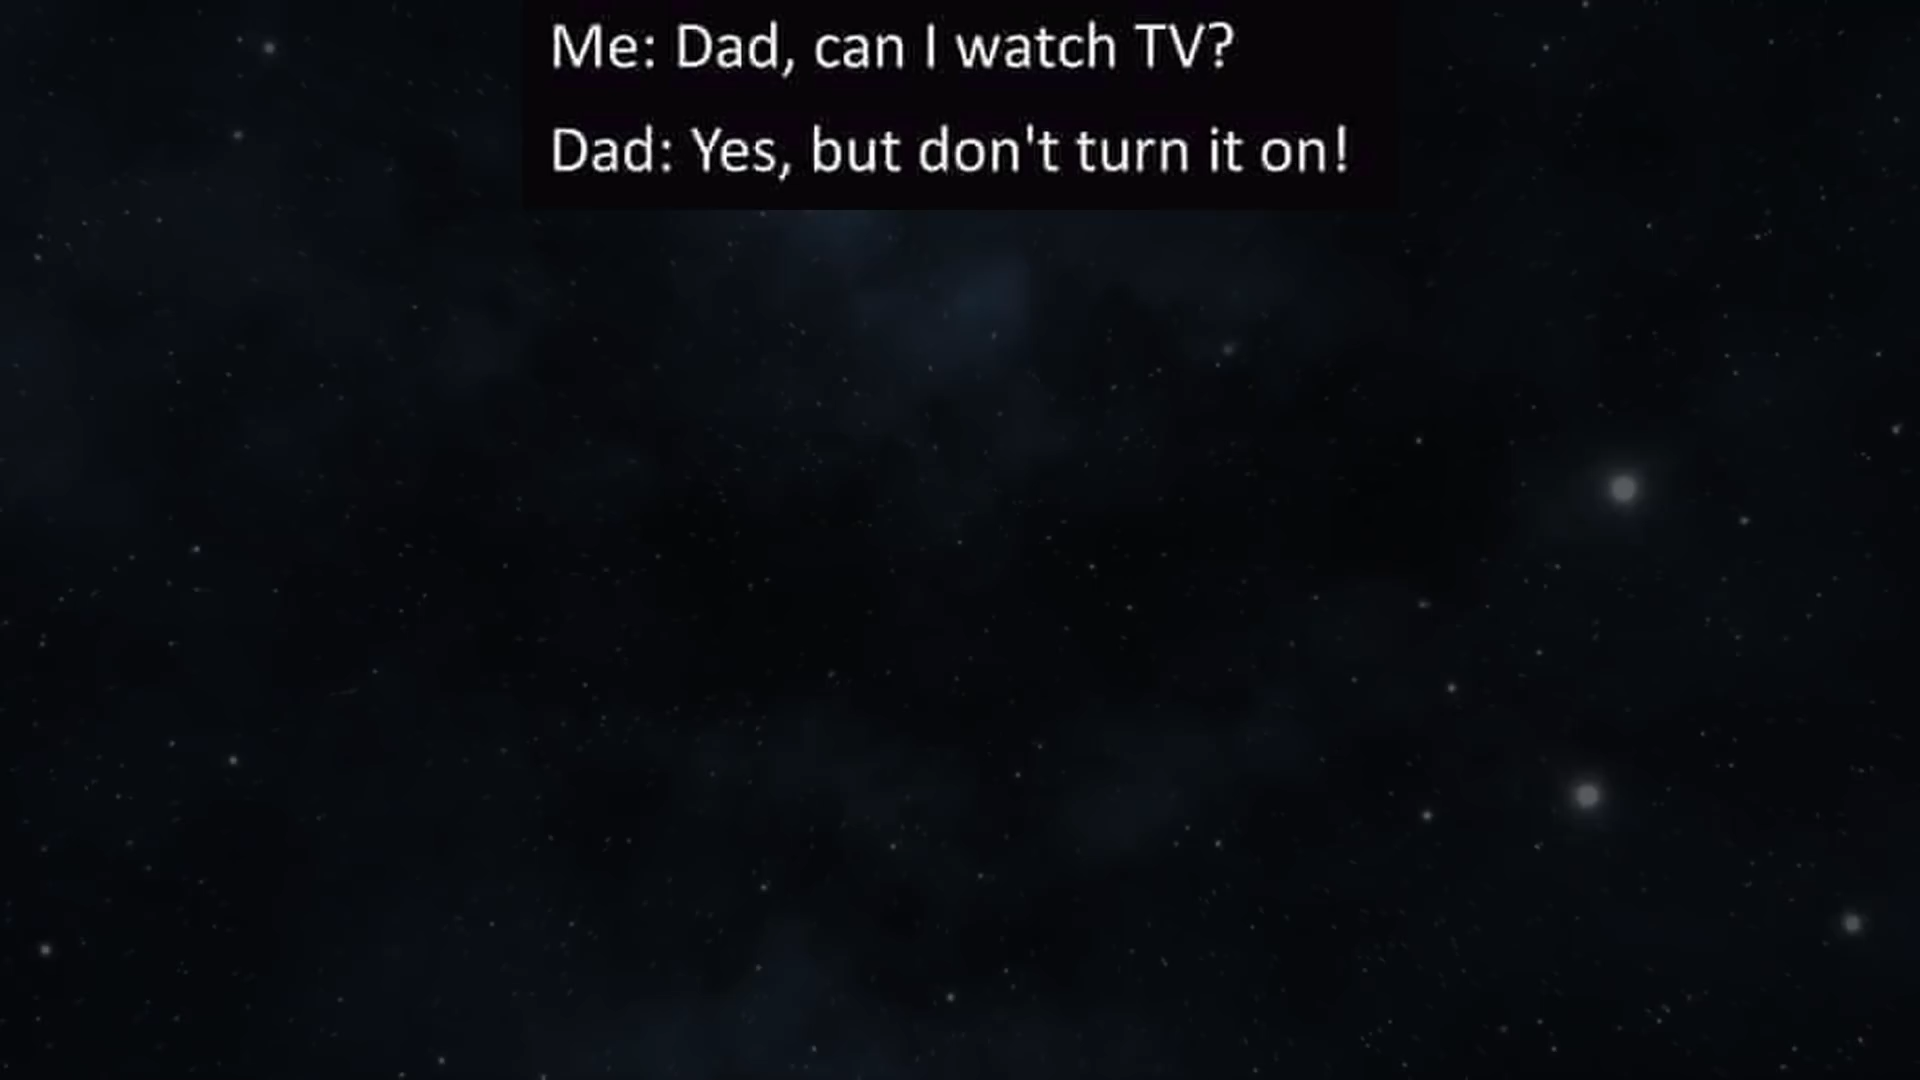 Me: Dad, can I watch TV?
Dad: Yes, but don't turn it on!